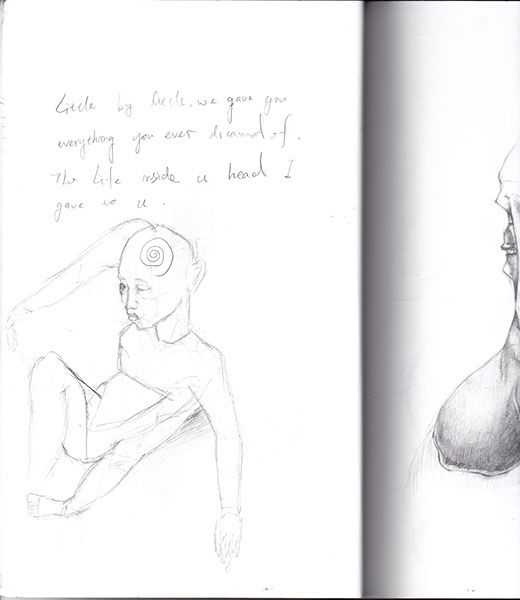 Little by little, we gave you
everything you ever dreamed of.
The life inside u head I
gave to u.